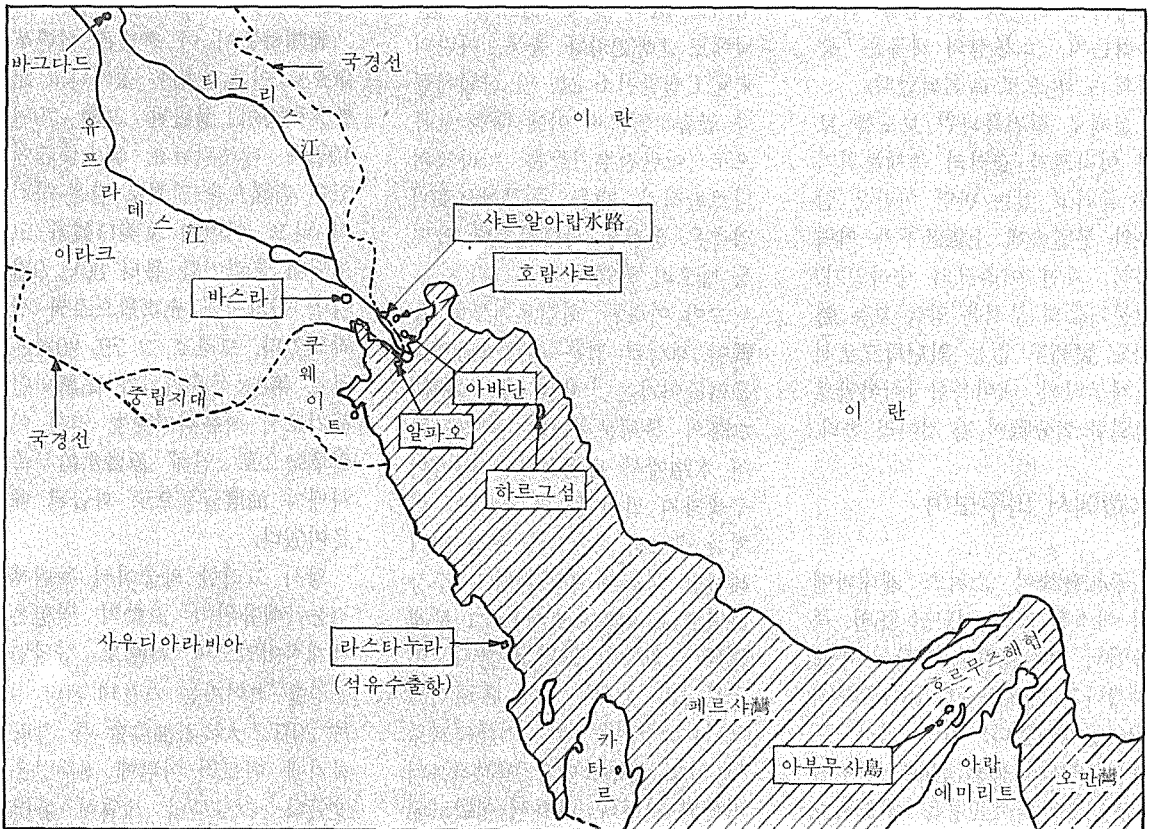 바그다드
국경선
티그리스江
이 란
유프라데스江
샤트알아랍水路
이라크
호람샤르
바스라
쿠웨이트
아바단
중립지대
이 란
알파오
국경선
하르그섬
사우디아라비아
라스타누라
(석유수출항)
호르무즈해협
페르샤灣
카타르
아부무사島
아랍
에미리트
오만灣